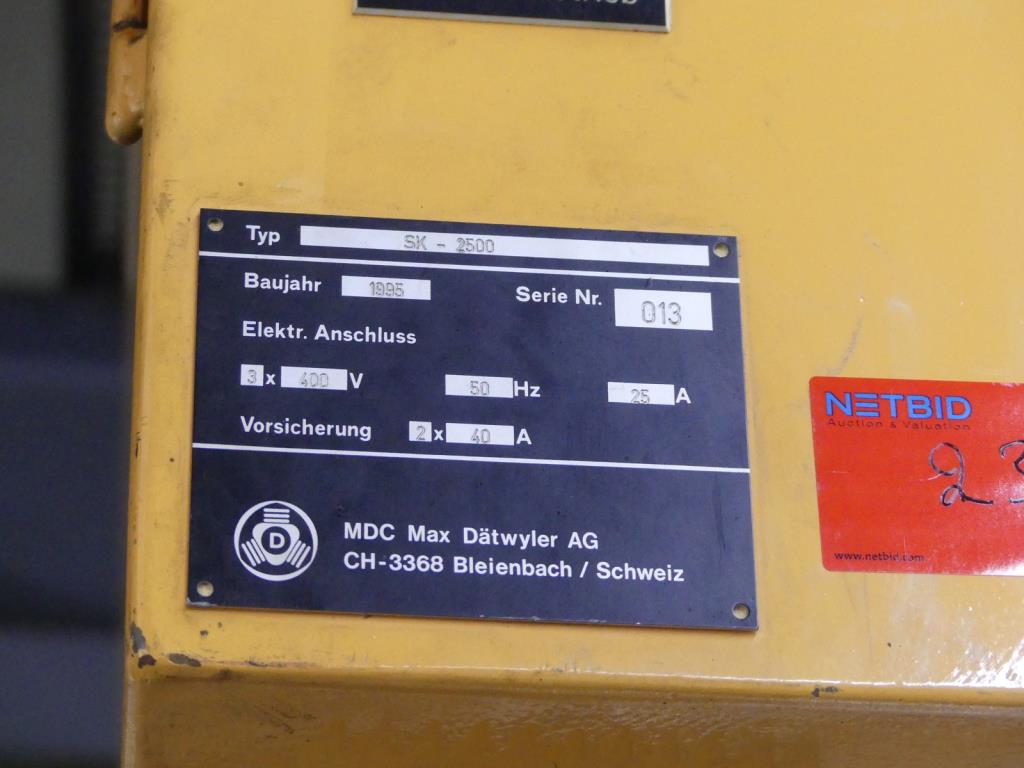 Typ SK - 2500
Baujahr 1995 Serie Nr. 013
Elektr. Anschluss
3 x 400 V 50 Hz 25 A
Vorsicherung 2 x 40 A
D
MDC Max Dätwyler AG
CH-3368 Bleienbach / Schweiz
NETBID
Auction & Valuation
23
www.netbid.com